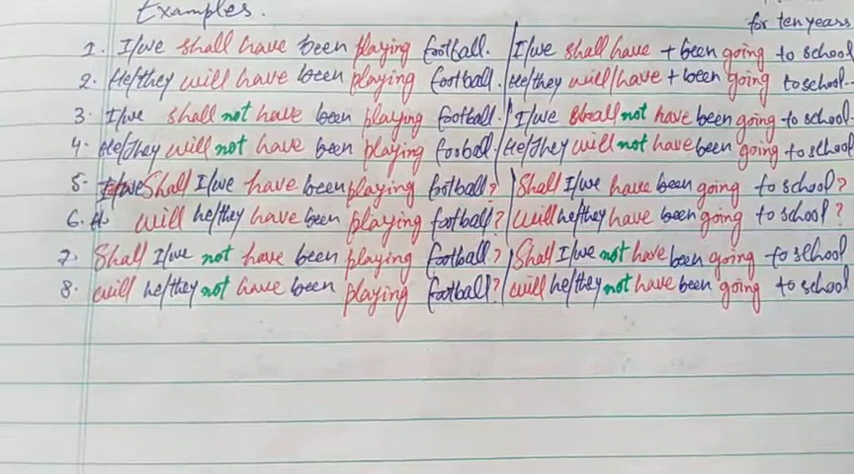 Examples.
for ten years
1. I/we shall have been playing football. I/we shall have + been going to school
2. He/they will have been playing football. He/they will/have + been going to school.
3. I/we shall not have been playing football. I/we shall not have been going to school.
4. He/They will not have been playing foobal. He/They will not have been going to school
5. Shall I/we have been playing football? Shall I/we have been going to school?
6. will he/they have been playing football? will he/they have been going to school?
7. Shall I/we not have been playing football? Shall I/we not have been going to school
8. will he/they not have been playing football? will he/they not have been going to school